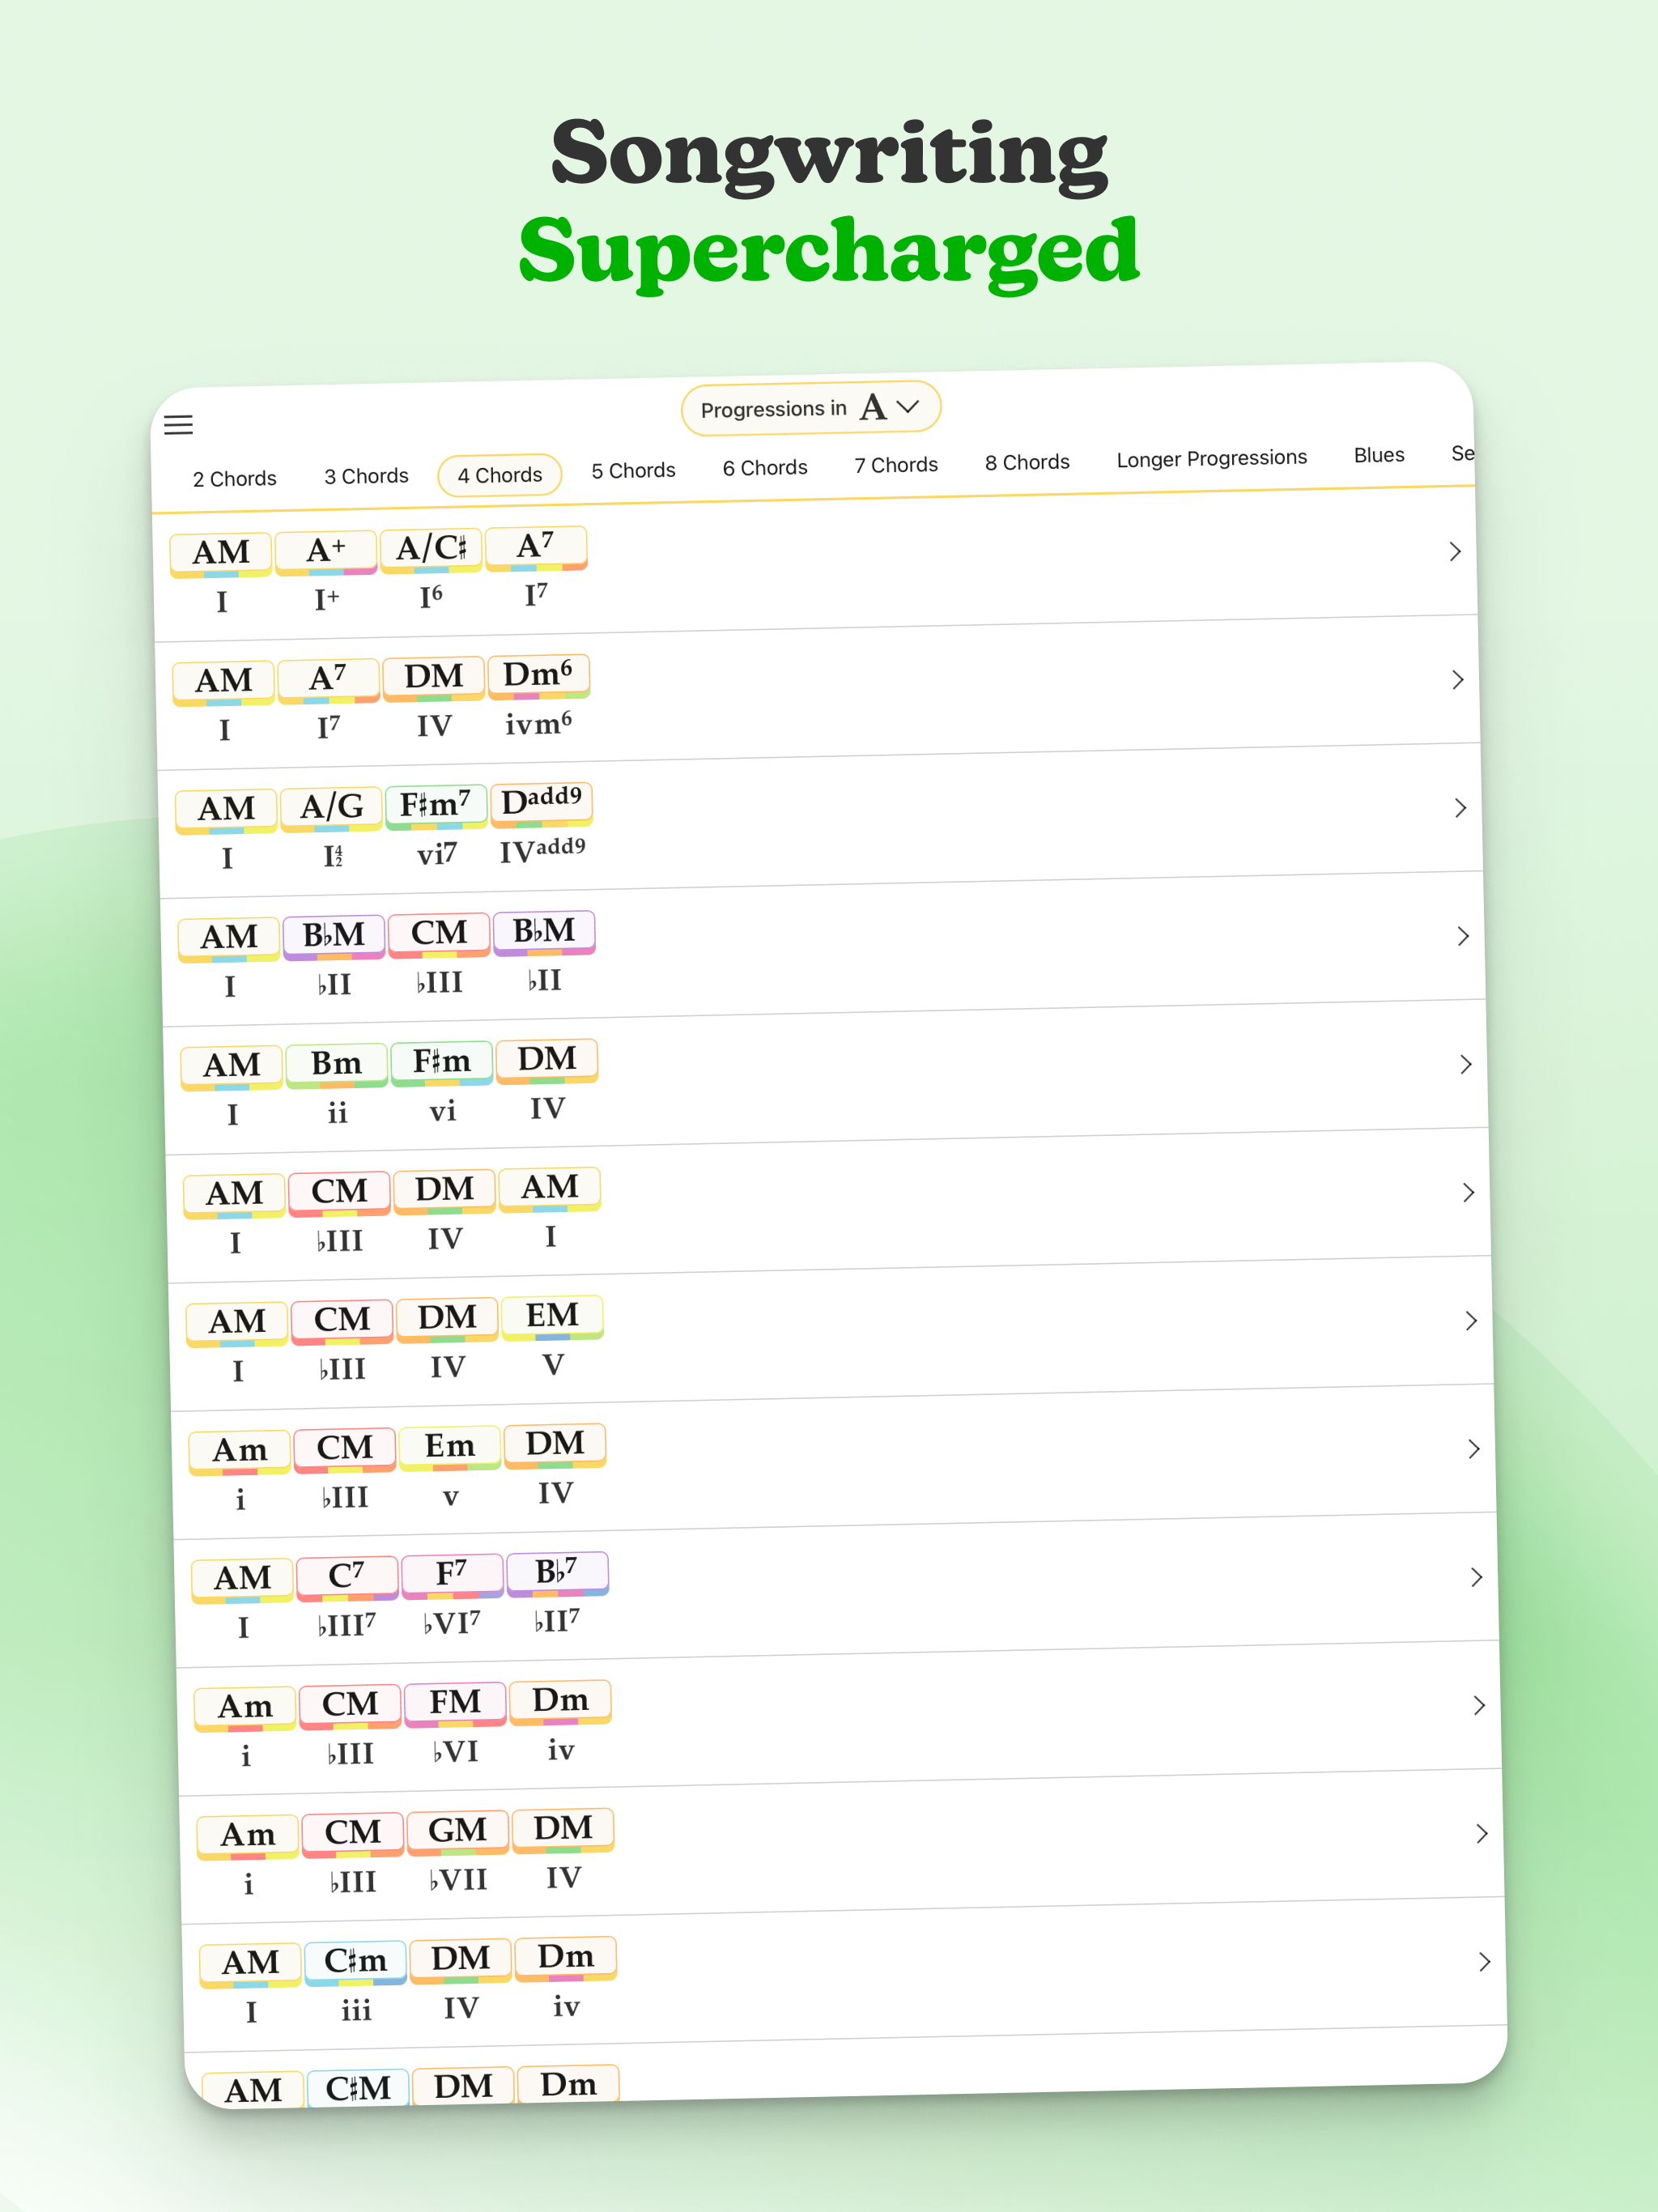 Songwriting
Supercharged
Progressions in A
2 Chords 3 Chords 4 Chords 5 Chords 6 Chords 7 Chords 8 Chords Longer Progressions Blues Se
AM A+ A/C♯ A7
I I+ I6 I7
AM A7 DM Dm6
I I7 IV ivm6
AM A/G F♯m7 Dadd9
I I42 vi7 IVadd9
AM B♭M CM B♭M
I ♭II ♭III ♭II
AM Bm F♯m DM
I ii vi IV
AM CM DM AM
I ♭III IV I
AM CM DM EM
I ♭III IV V
Am CM Em DM
i ♭III v IV
AM C7 F7 B♭7
I ♭III7 ♭VI7 ♭II7
Am CM FM Dm
i ♭III ♭VI iv
Am CM GM DM
i ♭III ♭VII IV
AM C♯m DM Dm
I iii IV iv
AM C♯M DM Dm